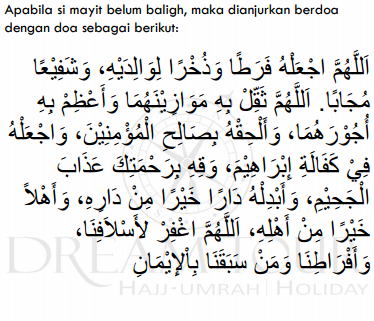 Apabila si mayit belum baligh, maka dianjurkan berdoa
dengan doa sebagai berikut:
اَللَّهُمَّ اجْعَلْهُ فَرَطًا وَذُخْرًا لِوَالِدَيْهِ، وَشَفِيْعًا
مُجَابًا. اَللَّهُمَّ ثَقِّلْ بِهِ مَوَازِيْنَهُمَا وَأَعْظِمْ بِهِ
أُجُوْرَهُمَا، وَأَلْحِقْهُ بِصَالِحِ الْمُؤْمِنِيْنَ، وَاجْعَلْهُ
فِيْ كَفَالَةِ إِبْرَاهِيْمَ، وَقِهِ بِرَحْمَتِكَ عَذَابَ
الْجَحِيْمِ، وَأَبْدِلْهُ دَارًا خَيْرًا مِنْ دَارِهِ، وَأَهْلاً
خَيْرًا مِنْ أَهْلِهِ، اَللَّهُمَّ اغْفِرْ لأَسْلاَفِنَا،
وَأَفْرَاطِنَا وَمَنْ سَبَقَنَا بِاْلإِيْمَانِ
DREAM TOUR
HAJJ-UMRAH HOLIDAY